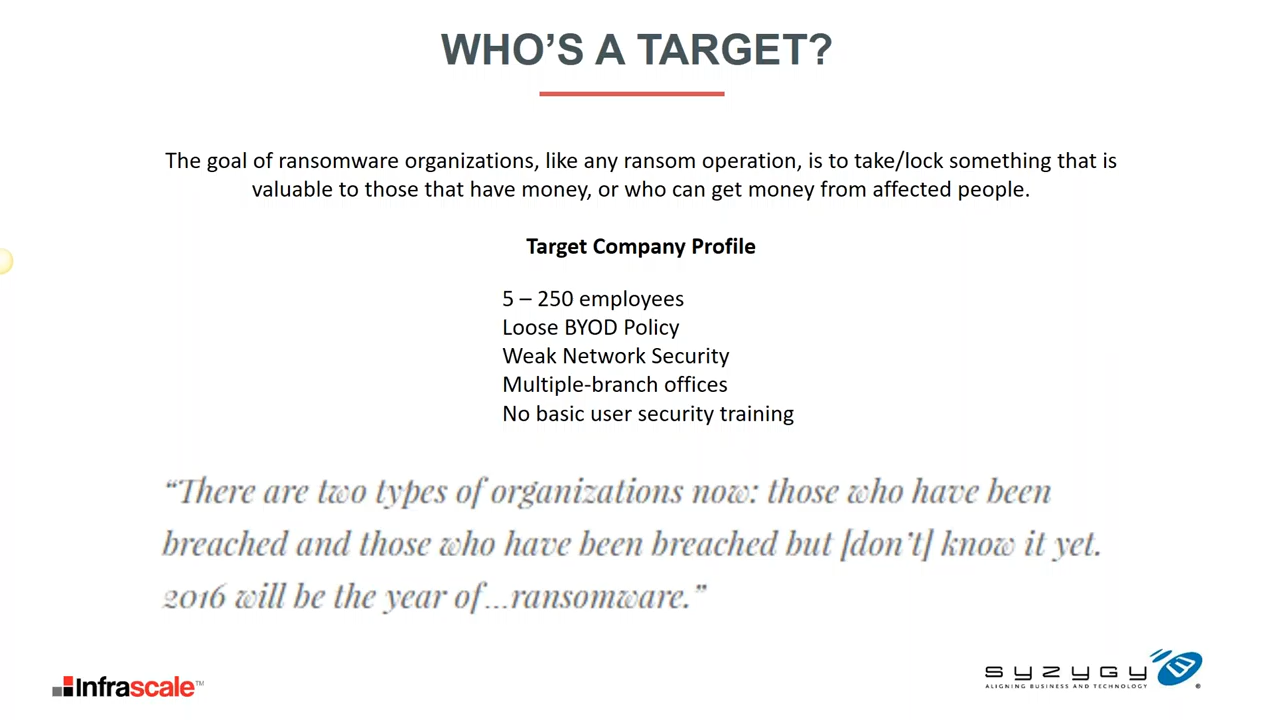 WHO’S A TARGET?
The goal of ransomware organizations, like any ransom operation, is to take/lock something that is
valuable to those that have money, or who can get money from affected people.
Target Company Profile
5 – 250 employees
Loose BYOD Policy
Weak Network Security
Multiple-branch offices
No basic user security training
“There are two types of organizations now: those who have been
breached and those who have been breached but [don’t] know it yet.
2016 will be the year of…ransomware.”
Infrascale™
SYZYGY ®
ALIGNING BUSINESS AND TECHNOLOGY